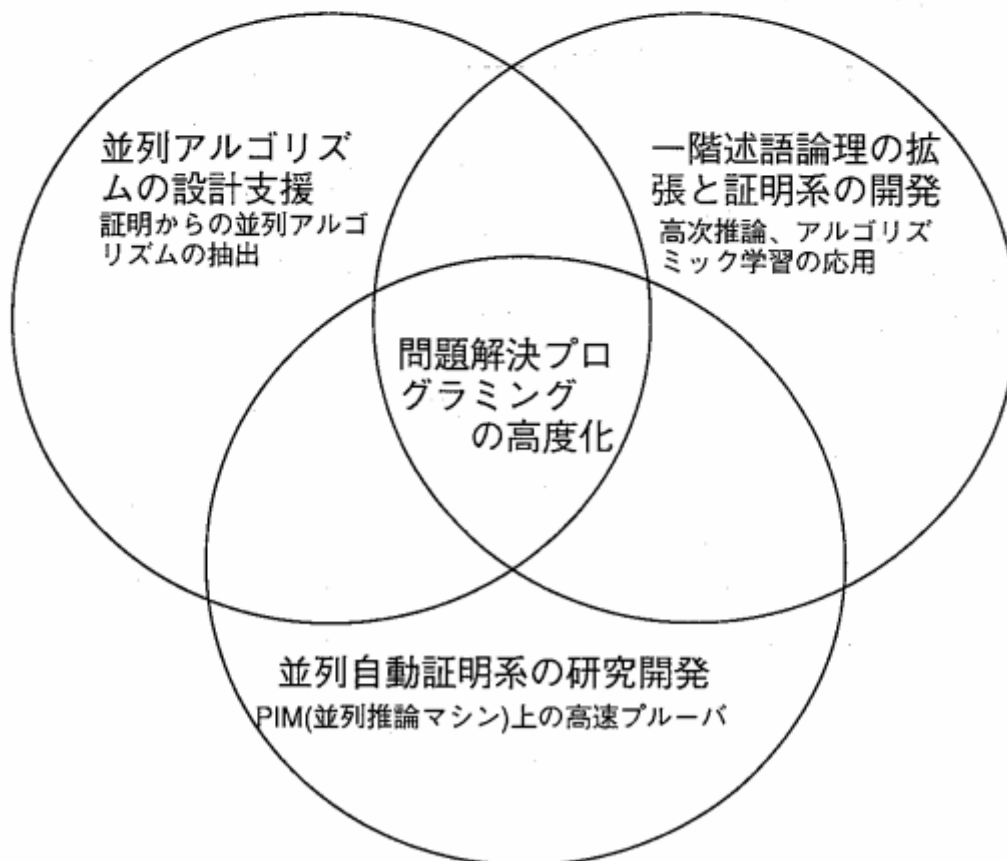 並列アルゴリズ
ムの設計支援
証明からの並列アルゴ
リズムの抽出
一階述語論理の拡
張と証明系の開発
高次推論、アルゴリズ
ミック学習の応用
問題解決プロ
グラミング
の高度化
並列自動証明系の研究開発
PIM(並列推論マシン)上の高速プルーバ